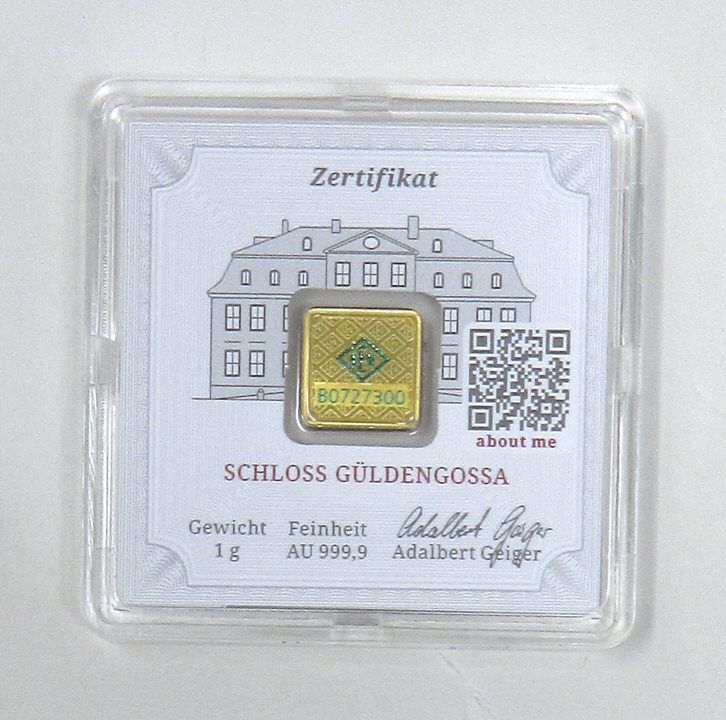 Zertifikat
B0727300
about me
SCHLOSS GÜLDENGOSSA
Gewicht
1 g
Feinheit
AU 999,9
Adalbert Geiger
Adalbert Geiger